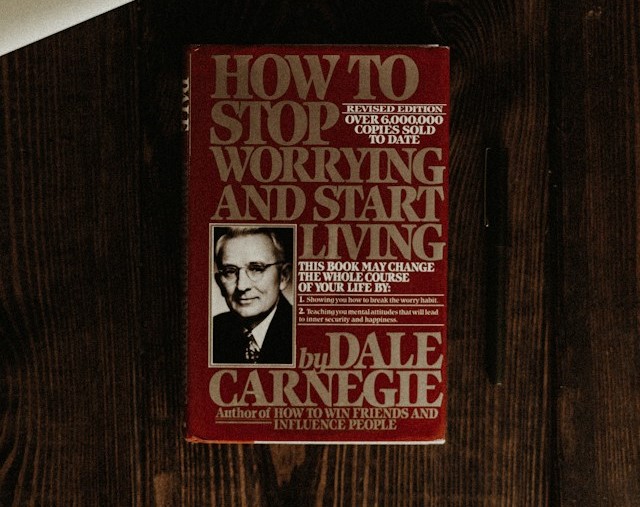 HOW TO
STOP
REVISED EDITION
OVER 6,000,000
COPIES SOLD
TO DATE
WORRYING
AND START
LIVING
THIS BOOK MAY CHANGE
THE WHOLE COURSE
OF YOUR LIFE BY:
1. Showing you how to break the worry habit.
2. Teaching you mental attitudes that will lead
to inner security and happiness.
by DALE
CARNEGIE
Author of HOW TO WIN FRIENDS AND
INFLUENCE PEOPLE
DALE